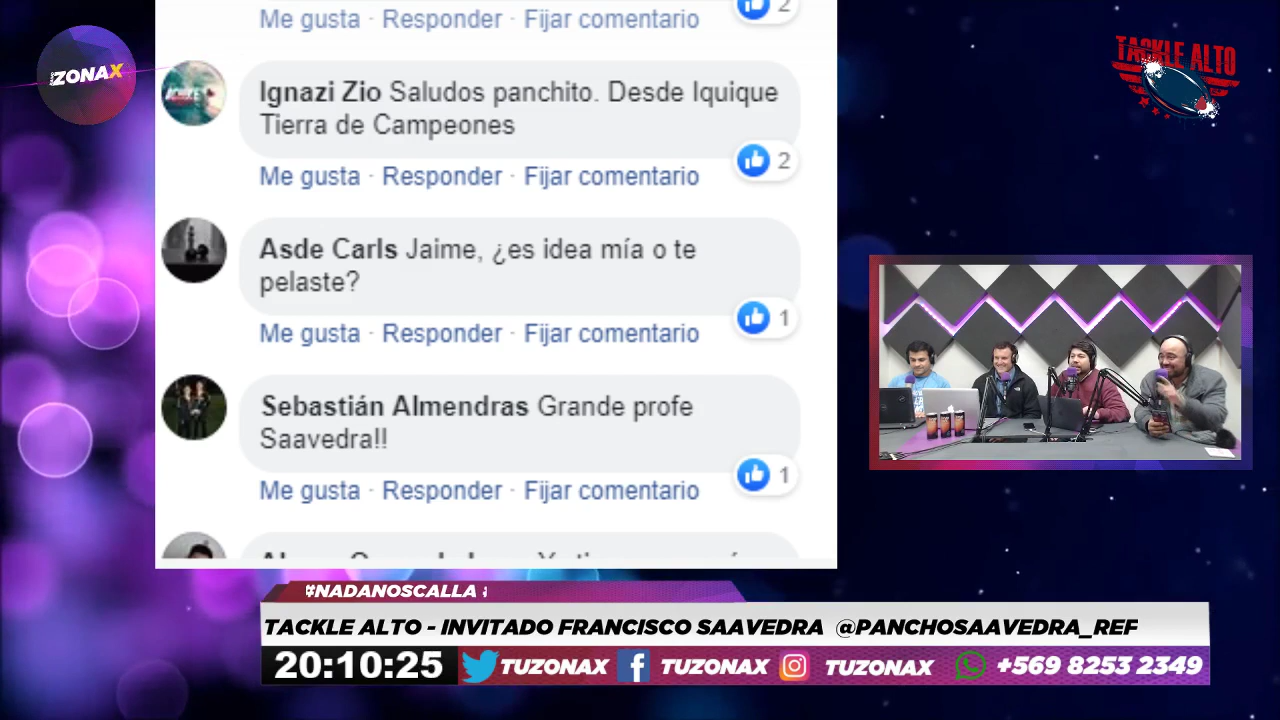 Me gusta · Responder · Fijar comentario
2
ZONAX
TACKLE ALTO
Ignazi Zio Saludos panchito. Desde Iquique
Tierra de Campeones
2
Me gusta · Responder · Fijar comentario
Asde Carls Jaime, ¿es idea mía o te
pelaste?
1
Me gusta · Responder · Fijar comentario
Sebastián Almendras Grande profe
Saavedra!!
1
Me gusta · Responder · Fijar comentario
#NADANOSCALLA
TACKLE ALTO - INVITADO FRANCISCO SAAVEDRA @PANCHOSAAVEDRA_REF
20:10:25 TUZONAX TUZONAX TUZONAX +569 8253 2349